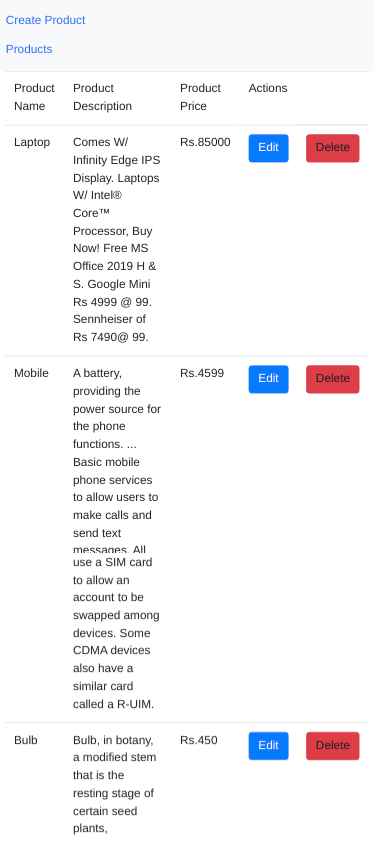 Create Product
Products
Product Name
Product Description
Product Price
Actions
Laptop
Comes W/
Infinity Edge IPS
Display. Laptops
W/ Intel®
Core™
Processor, Buy
Now! Free MS
Office 2019 H &
S. Google Mini
Rs 4999 @ 99.
Sennheiser of
Rs 7490@ 99.
Rs.85000
Edit
Delete
Mobile
A battery,
providing the
power source for
the phone
functions. ...
Basic mobile
phone services
to allow users to
make calls and
send text
messages. All
use a SIM card
to allow an
account to be
swapped among
devices. Some
CDMA devices
also have a
similar card
called a R-UIM.
Rs.4599
Edit
Delete
Bulb
Bulb, in botany,
a modified stem
that is the
resting stage of
certain seed
plants,
Rs.450
Edit
Delete